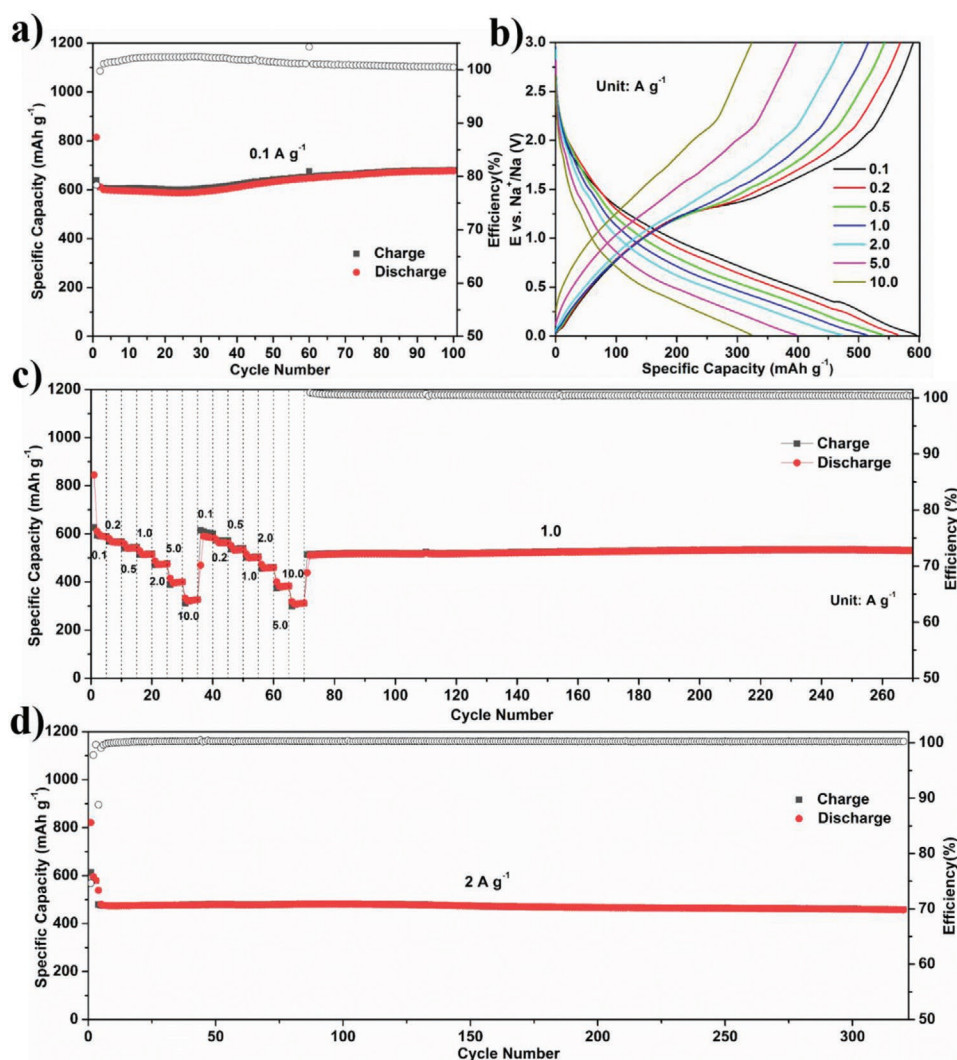 a)
1200
1000
800
600
400
200
0
Specific Capacity (mAh g⁻¹)
0.1 A g⁻¹
Charge
Discharge
100
90
80
75
70
65
60
55
50
Efficiency(%)
0 10 20 30 40 50 60 70 80 90 100
Cycle Number
b)
3.0
2.5
2.0
1.5
1.0
0.5
0.0
E vs. Na⁺/Na (V)
Unit: A g⁻¹
0.1
0.2
0.5
1.0
2.0
5.0
10.0
0 100 200 300 400 500 600
Specific Capacity (mAh g⁻¹)
c)
1200
1000
800
600
400
200
0
Specific Capacity (mAh g⁻¹)
0.1 0.2 0.5 1.0 2.0 5.0 10.0
0.1 0.2 0.5 1.0 2.0 5.0 10.0
1.0
Charge
Discharge
Unit: A g⁻¹
100
90
80
70
60
50
Efficiency(%)
0 20 40 60 80 100 120 140 160 180 200 220 240 260
Cycle Number
d)
1200
1000
800
600
400
200
0
Specific Capacity (mAh g⁻¹)
2 A g⁻¹
Charge
Discharge
100
90
80
70
60
50
Efficiency(%)
0 50 100 150 200 250 300
Cycle Number